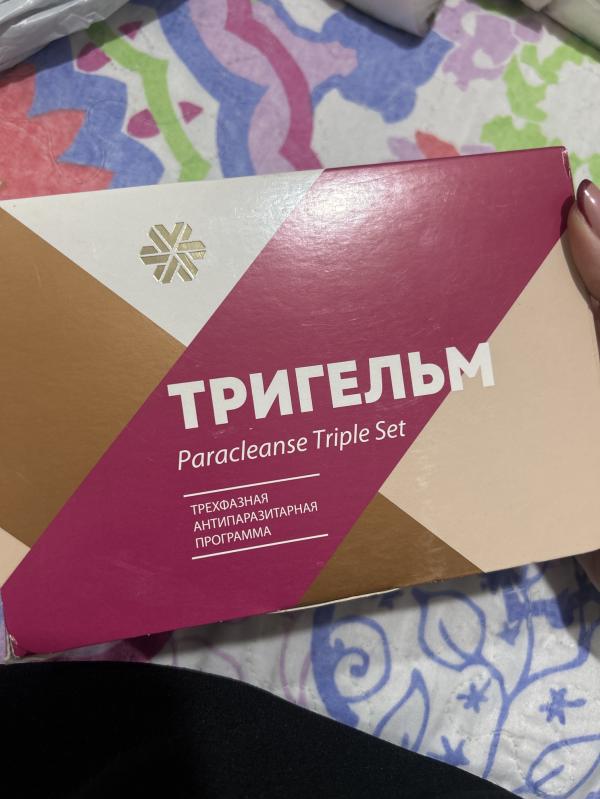 ТРИГЕЛЬМ
Paracleanse Triple Set
ТРЕХФАЗНАЯ
АНТИПАРАЗИТАРНАЯ
ПРОГРАММА